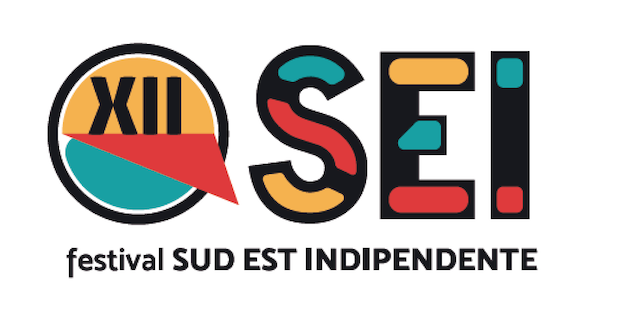 XII SEI
festival SUD EST INDIPENDENTE